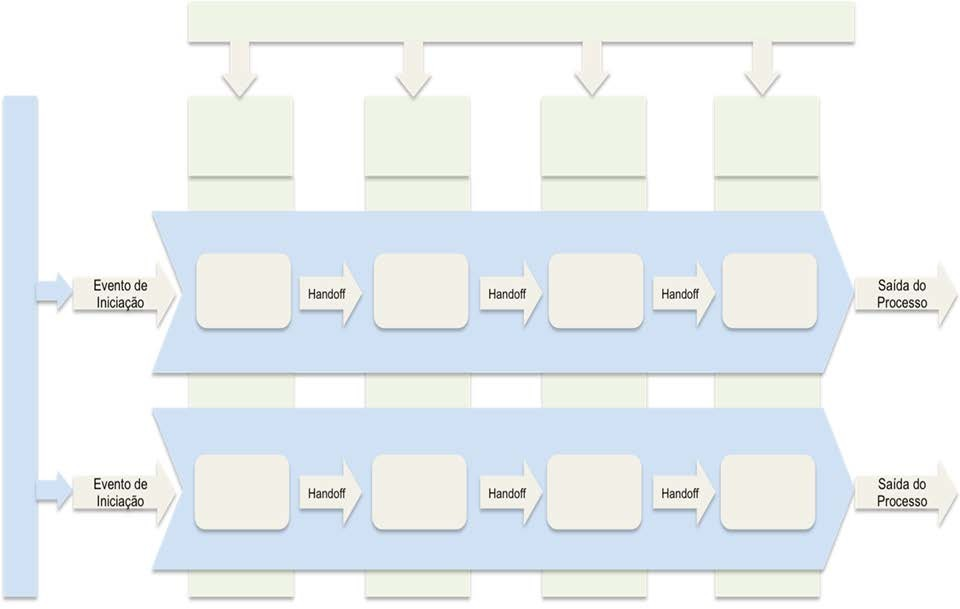 Evento de
Iniciação
Handoff
Handoff
Handoff
Saída do
Processo
Evento de
Iniciação
Handoff
Handoff
Handoff
Saída do
Processo